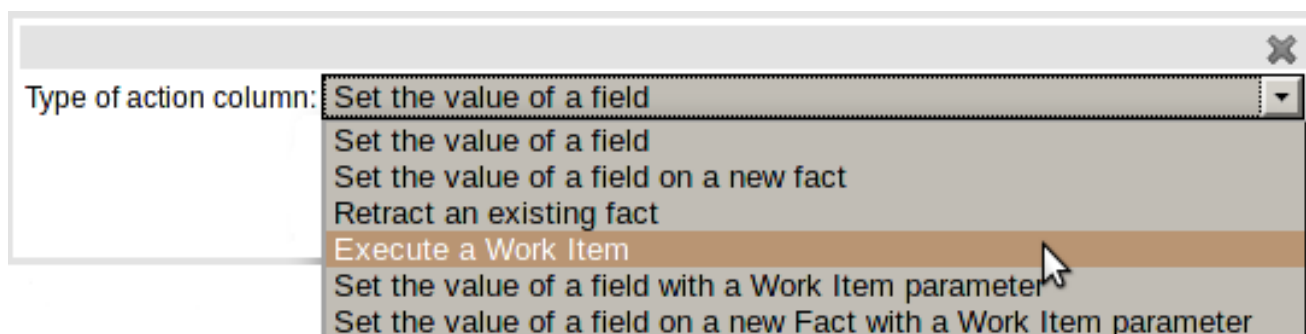 Type of action column: Set the value of a field
Set the value of a field
Set the value of a field on a new fact
Retract an existing fact
Execute a Work Item
Set the value of a field with a Work Item parameter
Set the value of a field on a new Fact with a Work Item parameter